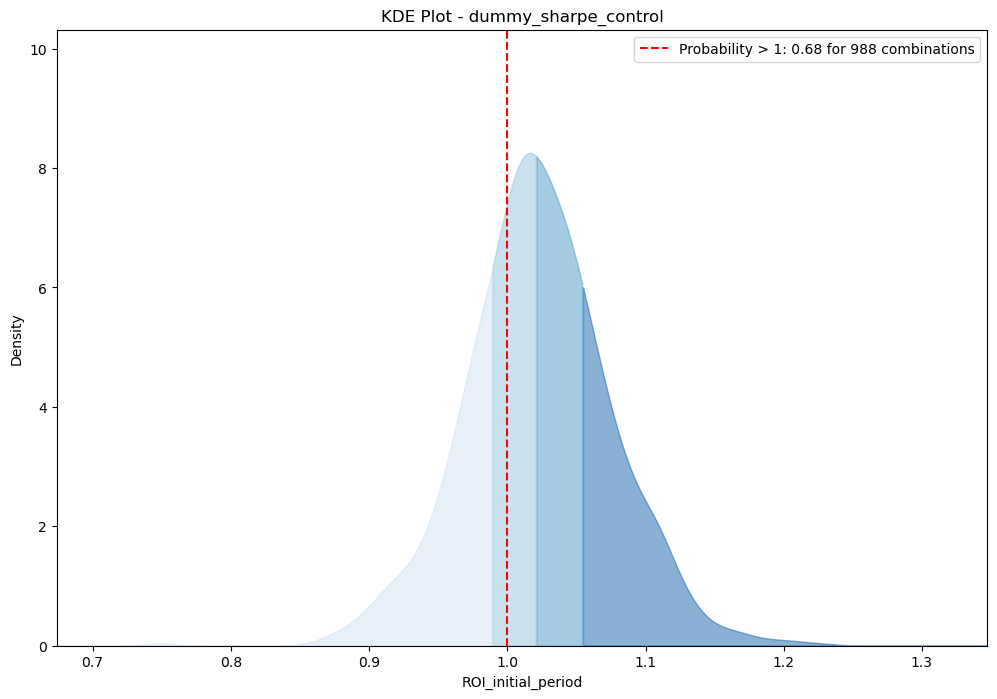 KDE Plot - dummy_sharpe_control
Probability > 1: 0.68 for 988 combinations
10
8
6
4
2
0
Density
0.7 0.8 0.9 1.0 1.1 1.2 1.3
ROI_initial_period